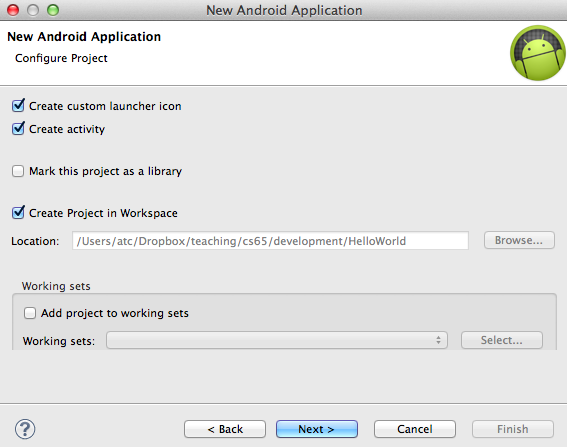 New Android Application
New Android Application
Configure Project
Create custom launcher icon
Create activity
Mark this project as a library
Create Project in Workspace
Location: /Users/atc/Dropbox/teaching/cs65/development/HelloWorld Browse...
Working sets
Add project to working sets
Working sets: Select...
? < Back Next > Cancel Finish